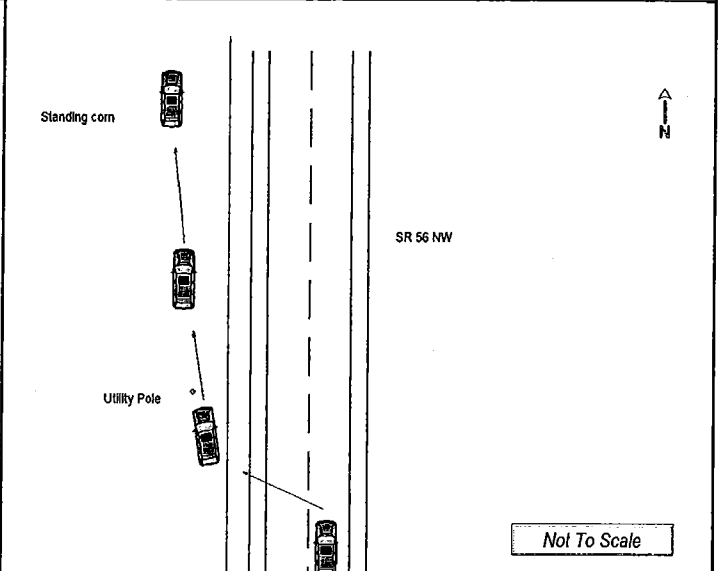 Standing corn
N
SR 56 NW
Utility Pole
Not To Scale